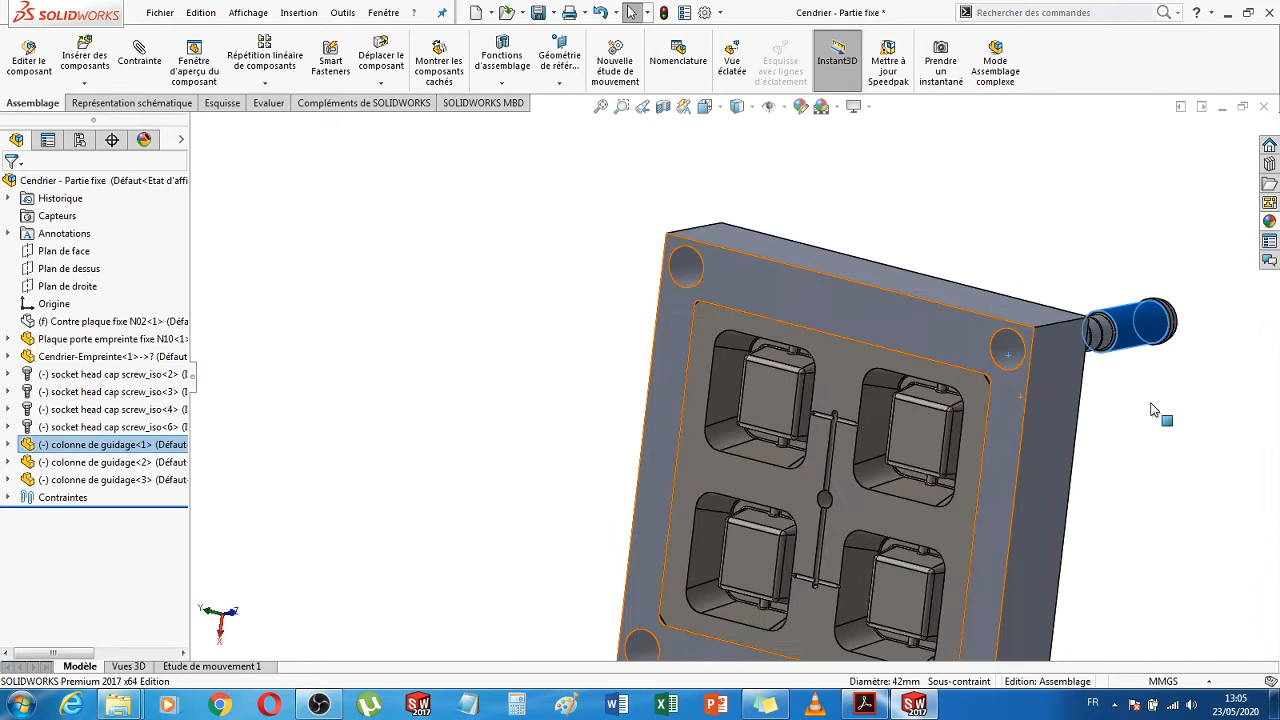 SOLIDWORKS
Fichier Edition Affichage Insertion Outils Fenêtre
Cendrier - Partie fixe *
Rechercher des commandes
Editer le composant
Insérer des composants
Contrainte
Fenêtre d'aperçu du composant
Répétition linéaire de composants
Smart Fasteners
Déplacer le composant
Montrer les composants cachés
Fonctions d'assemblage
Géométrie de référ...
Nouvelle étude de mouvement
Nomenclature
Vue éclatée
Esquisse avec lignes d'éclatement
Instant3D
Mettre à jour Speedpak
Prendre un instantané
Mode Assemblage complexe
Assemblage Représentation schématique Esquisse Evaluer Compléments de SOLIDWORKS SOLIDWORKS MBD
Cendrier - Partie fixe (Défaut<Etat d'affi
Historique
Capteurs
Annotations
Plan de face
Plan de dessus
Plan de droite
Origine
(f) Contre plaque fixe N02<1> (Défa
Plaque porte empreinte fixe N10<1>
Cendrier-Empreinte<1>->? (Défaut
(-) socket head cap screw_iso<2> (I
(-) socket head cap screw_iso<3> (I
(-) socket head cap screw_iso<4> (I
(-) socket head cap screw_iso<6> (I
(-) colonne de guidage<1> (Défaut
(-) colonne de guidage<2> (Défaut
(-) colonne de guidage<3> (Défaut
Contraintes
Y Z
X
Modèle Vues 3D Etude de mouvement 1
SOLIDWORKS Premium 2017 x64 Edition
Diamètre: 42mm Sous-contraint Edition: Assemblage MMGS
FR
13:05
23/05/2020